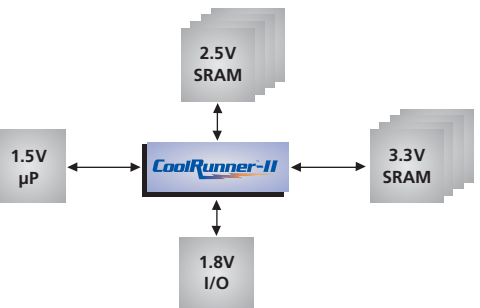 2.5V
SRAM
1.5V
µP
CoolRunner-II
3.3V
SRAM
1.8V
I/O